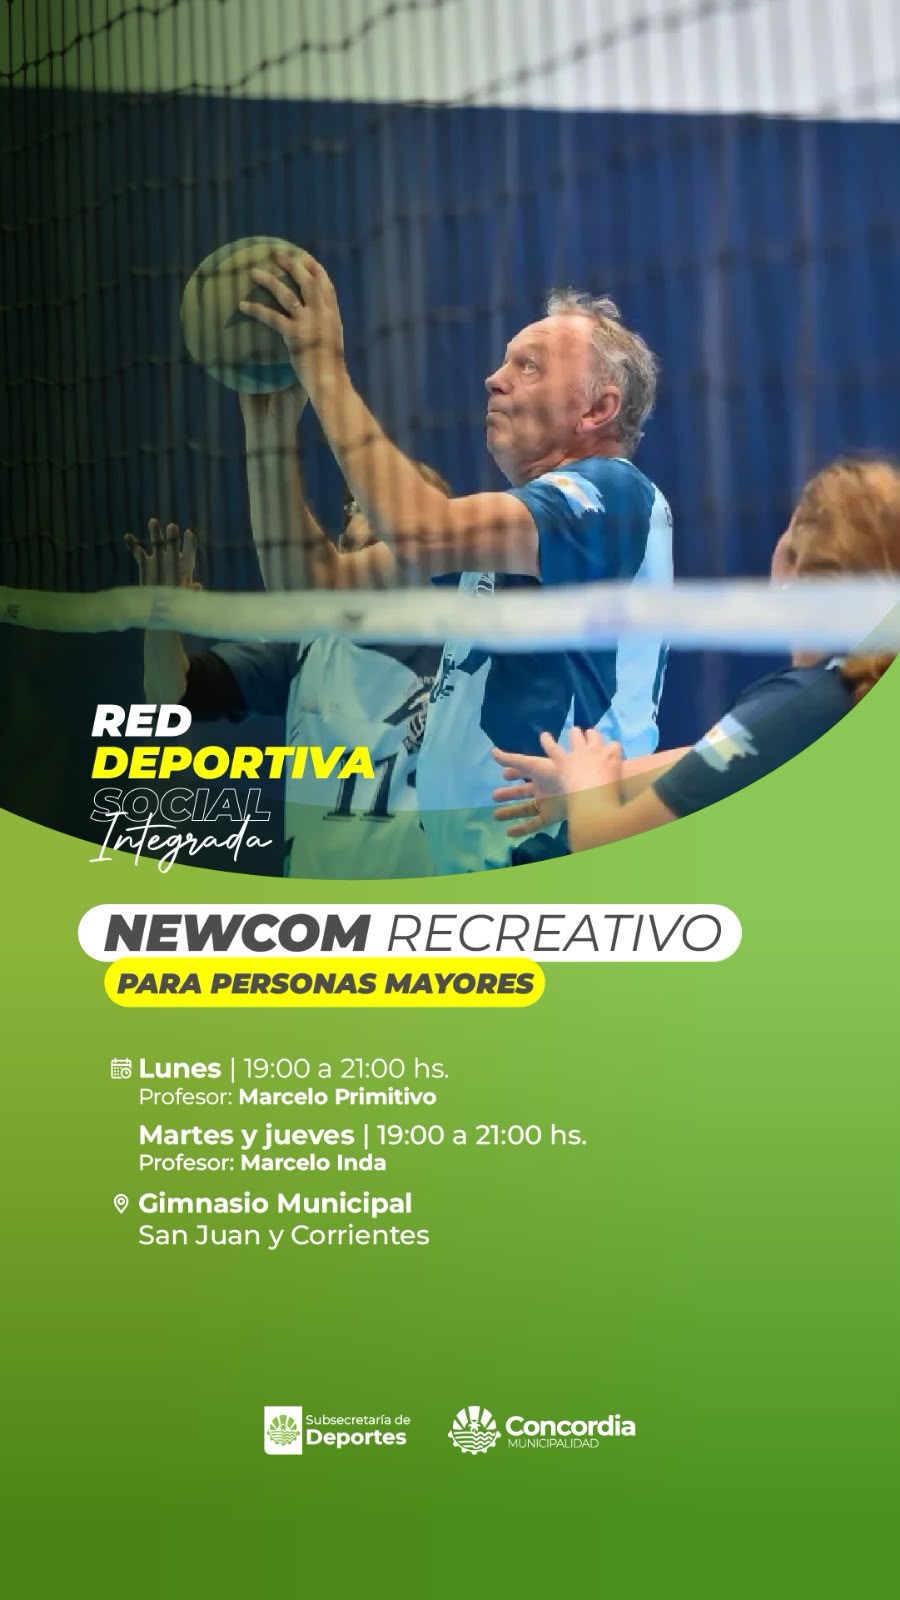 RED
DEPORTIVA
SOCIAL
Integrada
NEWCOM RECREATIVO
PARA PERSONAS MAYORES
Lunes | 19:00 a 21:00 hs.
Profesor: Marcelo Primitivo
Martes y jueves | 19:00 a 21:00 hs.
Profesor: Marcelo Inda
Gimnasio Municipal
San Juan y Corrientes
Subsecretaría de
Deportes
Concordia
MUNICIPALIDAD
11